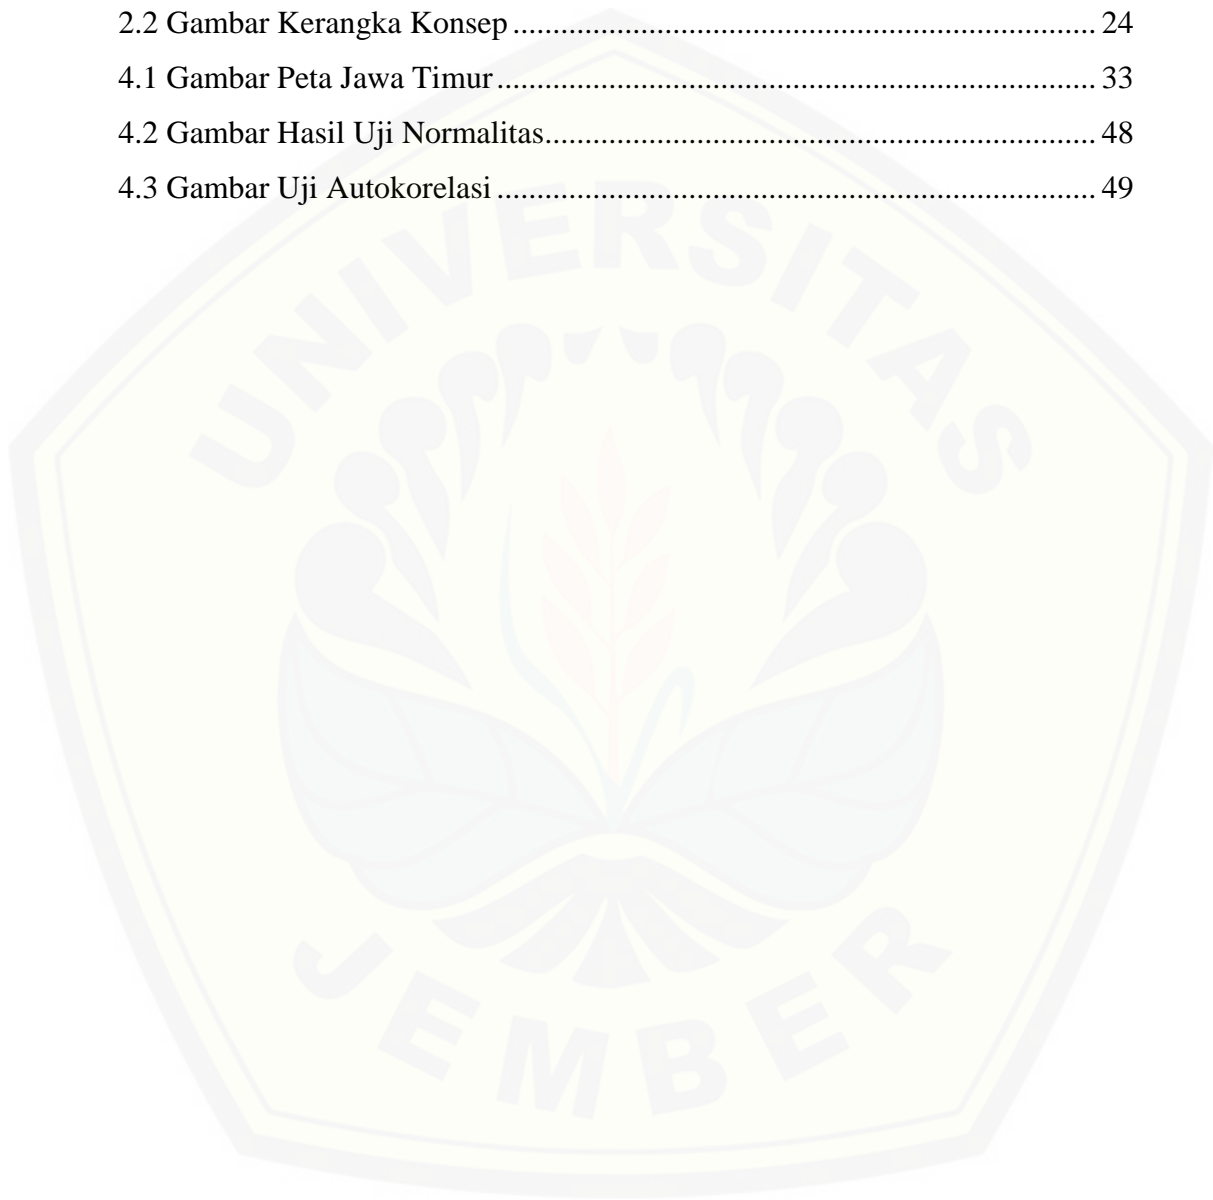 2.2 Gambar Kerangka Konsep ........................................................................ 24
4.1 Gambar Peta Jawa Timur .......................................................................... 33
4.2 Gambar Hasil Uji Normalitas.................................................................... 48
4.3 Gambar Uji Autokorelasi .......................................................................... 49
UNIVERSITAS
JEMBER